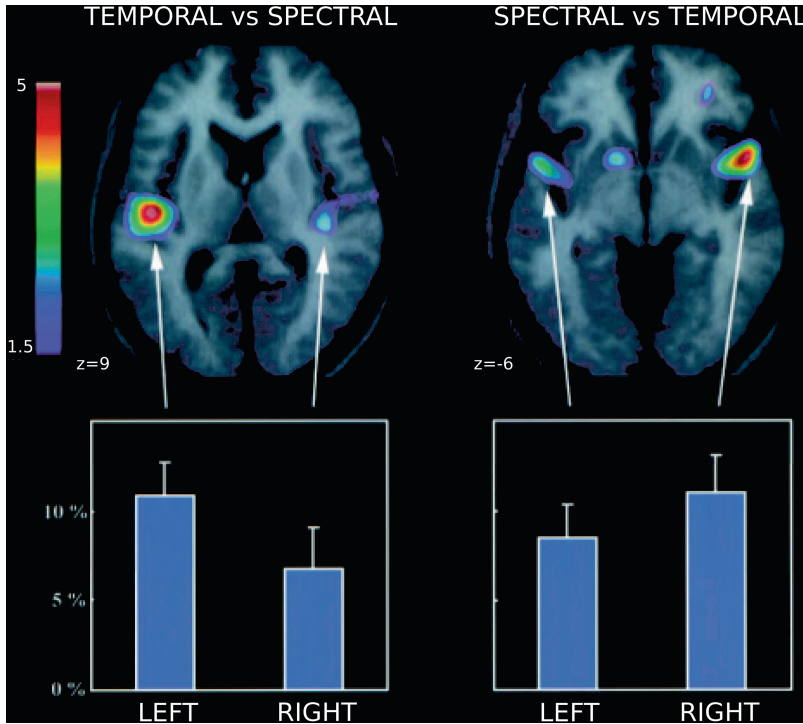 TEMPORAL vs SPECTRAL
SPECTRAL vs TEMPORAL
5
1.5
z=9
z=-6
10 %
5 %
0 %
LEFT
RIGHT
LEFT
RIGHT